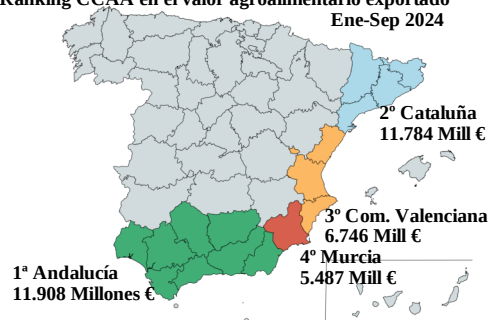 Ranking CCAA en el valor agroalimentario exportado
Ene-Sep 2024
2º Cataluña
11.784 Mill €
3º Com. Valenciana
6.746 Mill €
4º Murcia
5.487 Mill €
1ª Andalucía
11.908 Millones €